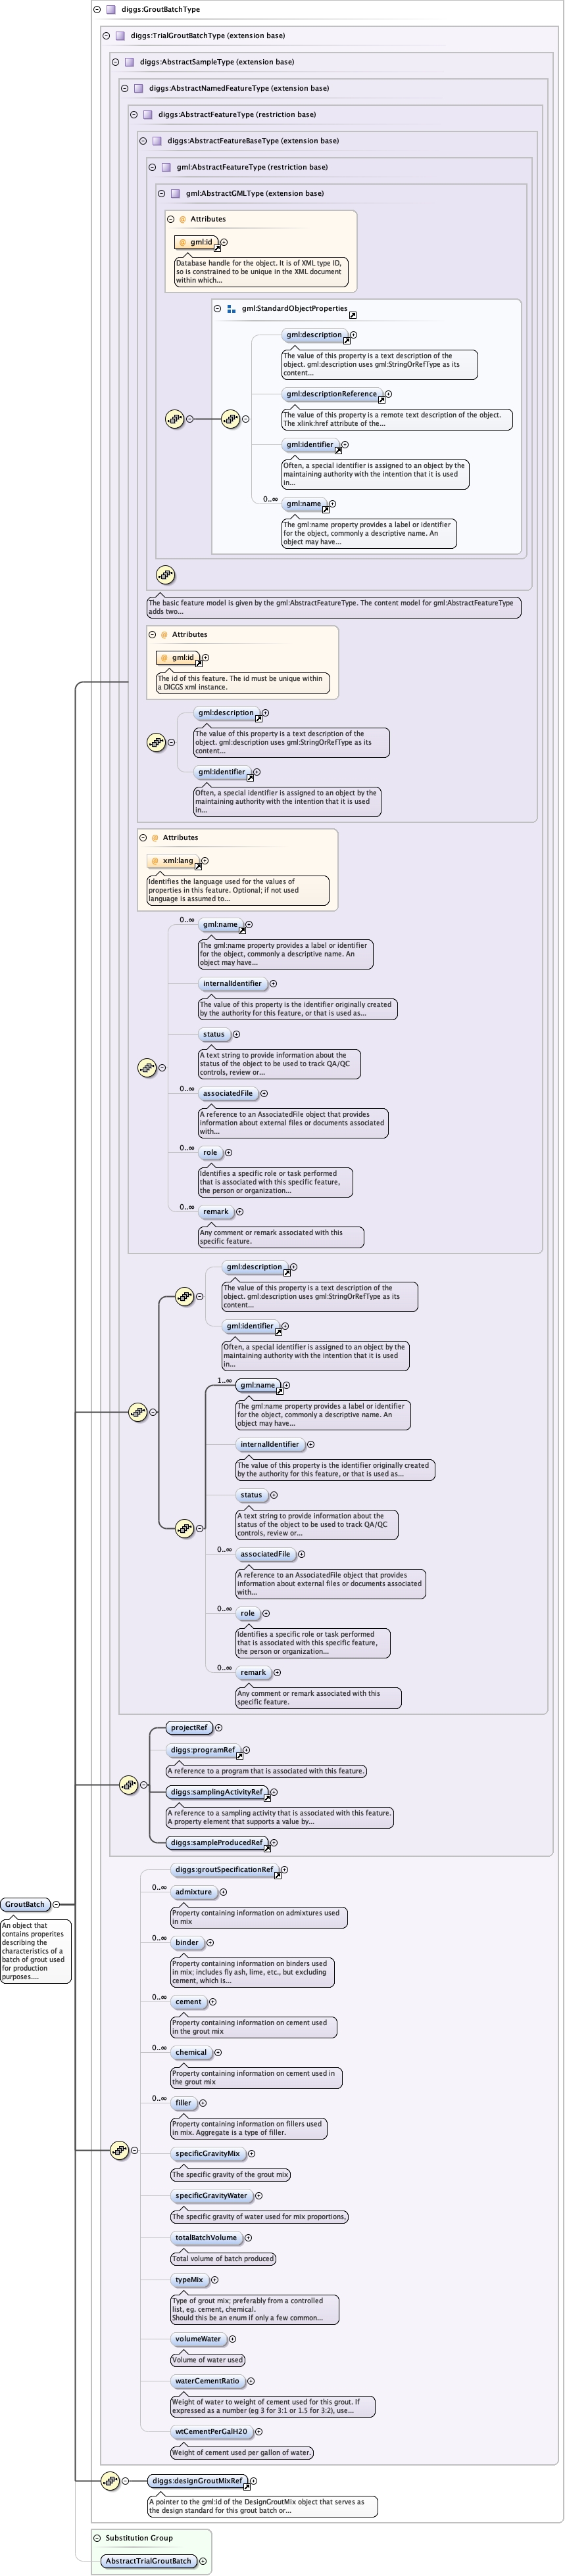 diggs:GroutBatchType
diggs:TrialGroutBatchType (extension base)
diggs:AbstractSampleType (extension base)
diggs:AbstractNamedFeatureType (extension base)
diggs:AbstractFeatureType (restriction base)
diggs:AbstractFeatureBaseType (extension base)
gml:AbstractFeatureType (restriction base)
gml:AbstractGMLType (extension base)
Attributes
gml:id
Database handle for the object. It is of XML type ID,
so is constrained to be unique in the XML document
within which...
gml:StandardObjectProperties
gml:description
The value of this property is a text description of the
object. gml:description uses gml:StringOrRefType as its
content...
gml:descriptionReference
The value of this property is a remote text description of the object.
The xlink:href attribute of the...
gml:identifier
Often, a special identifier is assigned to an object by the
maintaining authority with the intention that it is used
in...
0..∞
gml:name
The gml:name property provides a label or identifier
for the object, commonly a descriptive name. An
object may have...
The basic feature model is given by the gml:AbstractFeatureType. The content model for gml:AbstractFeatureType
adds two...
Attributes
gml:id
The id of this feature. The id must be unique within
a DIGGS xml instance.
gml:description
The value of this property is a text description of the
object. gml:description uses gml:StringOrRefType as its
content...
gml:identifier
Often, a special identifier is assigned to an object by the
maintaining authority with the intention that it is used
in...
Attributes
xml:lang
Identifies the language used for the values of
properties in this feature. Optional; if not used
language is assumed to...
0..∞
gml:name
The gml:name property provides a label or identifier
for the object, commonly a descriptive name. An
object may have...
internalIdentifier
The value of this property is the identifier originally created
by the authority for this feature, or that is used as...
status
A text string to provide information about the
status of the object to be used to track QA/QC
controls, review or...
0..∞
associatedFile
A reference to an AssociatedFile object that provides
information about external files or documents associated
with...
0..∞
role
Identifies a specific role or task performed
that is associated with this specific feature,
the person or organization...
0..∞
remark
Any comment or remark associated with this
specific feature.
gml:description
The value of this property is a text description of the
object. gml:description uses gml:StringOrRefType as its
content...
gml:identifier
Often, a special identifier is assigned to an object by the
maintaining authority with the intention that it is used
in...
1..∞
gml:name
The gml:name property provides a label or identifier
for the object, commonly a descriptive name. An
object may have...
internalIdentifier
The value of this property is the identifier originally created
by the authority for this feature, or that is used as...
status
A text string to provide information about the
status of the object to be used to track QA/QC
controls, review or...
0..∞
associatedFile
A reference to an AssociatedFile object that provides
information about external files or documents associated
with...
0..∞
role
Identifies a specific role or task performed
that is associated with this specific feature,
the person or organization...
0..∞
remark
Any comment or remark associated with this
specific feature.
projectRef
diggs:programRef
A reference to a program that is associated with this feature.
diggs:samplingActivityRef
A reference to a sampling activity that is associated with this feature.
A property element that supports a value by...
diggs:sampleProducedRef
diggs:groutSpecificationRef
0..∞
admixture
Property containing information on admixtures used
in mix
0..∞
binder
Property containing information on binders used
in mix; includes fly ash, lime, etc., but excluding
cement, which is...
0..∞
cement
Property containing information on cement used
in the grout mix
0..∞
chemical
Property containing information on cement used in
the grout mix
0..∞
filler
Property containing information on fillers used
in mix. Aggregate is a type of filler.
specificGravityMix
The specific gravity of the grout mix
specificGravityWater
The specific gravity of water used for mix proportions,
totalBatchVolume
Total volume of batch produced
typeMix
Type of grout mix; preferably from a controlled
list, eg. cement, chemical.
Should this be an enum if only a few common...
volumeWater
Volume of water used
waterCementRatio
Weight of water to weight of cement used for this grout. If
expressed as a number (eg 3 for 3:1 or 1.5 for 3:2), use...
wtCementPerGalH20
Weight of cement used per gallon of water.
GroutBatch
An object that
contains properites
describing the
characteristics of a
batch of grout used
for production
purposes....
diggs:designGroutMixRef
A pointer to the gml:id of the DesignGroutMix object that serves as
the design standard for this grout batch or...
Substitution Group
AbstractTrialGroutBatch